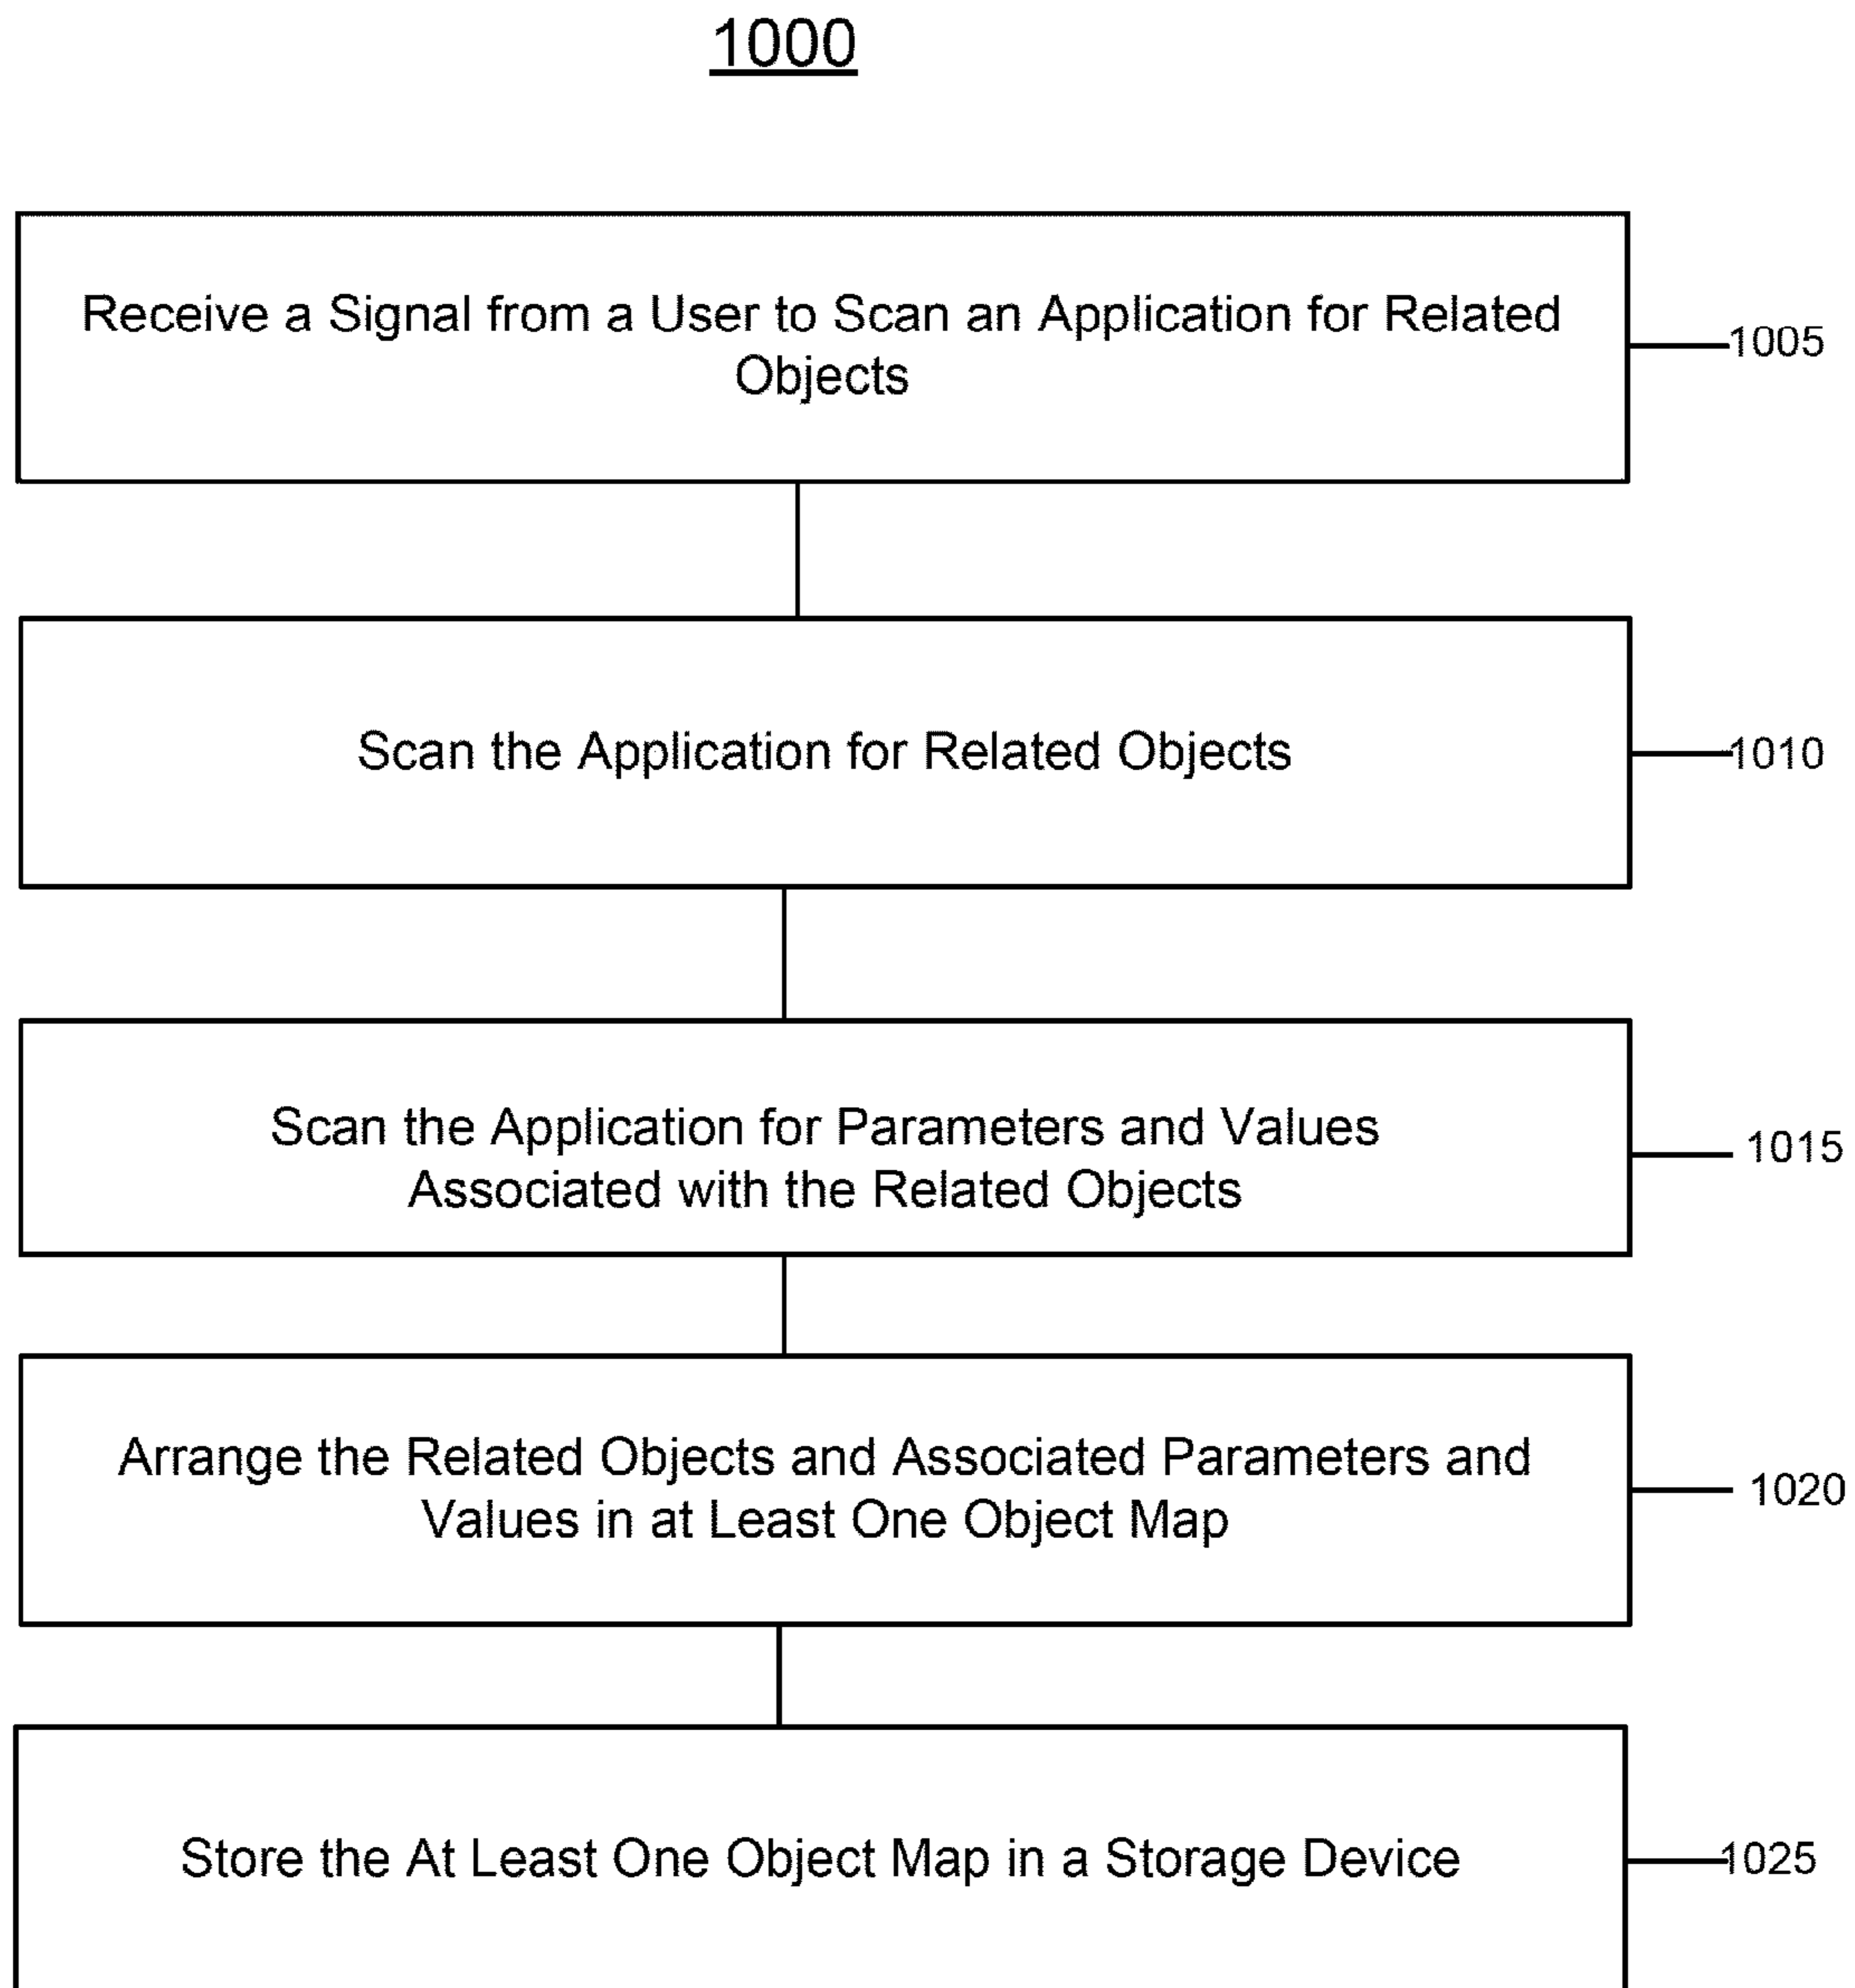 1000
Receive a Signal from a User to Scan an Application for Related
Objects
1005
Scan the Application for Related Objects
1010
Scan the Application for Parameters and Values
Associated with the Related Objects
1015
Arrange the Related Objects and Associated Parameters and
Values in at Least One Object Map
1020
Store the At Least One Object Map in a Storage Device
1025